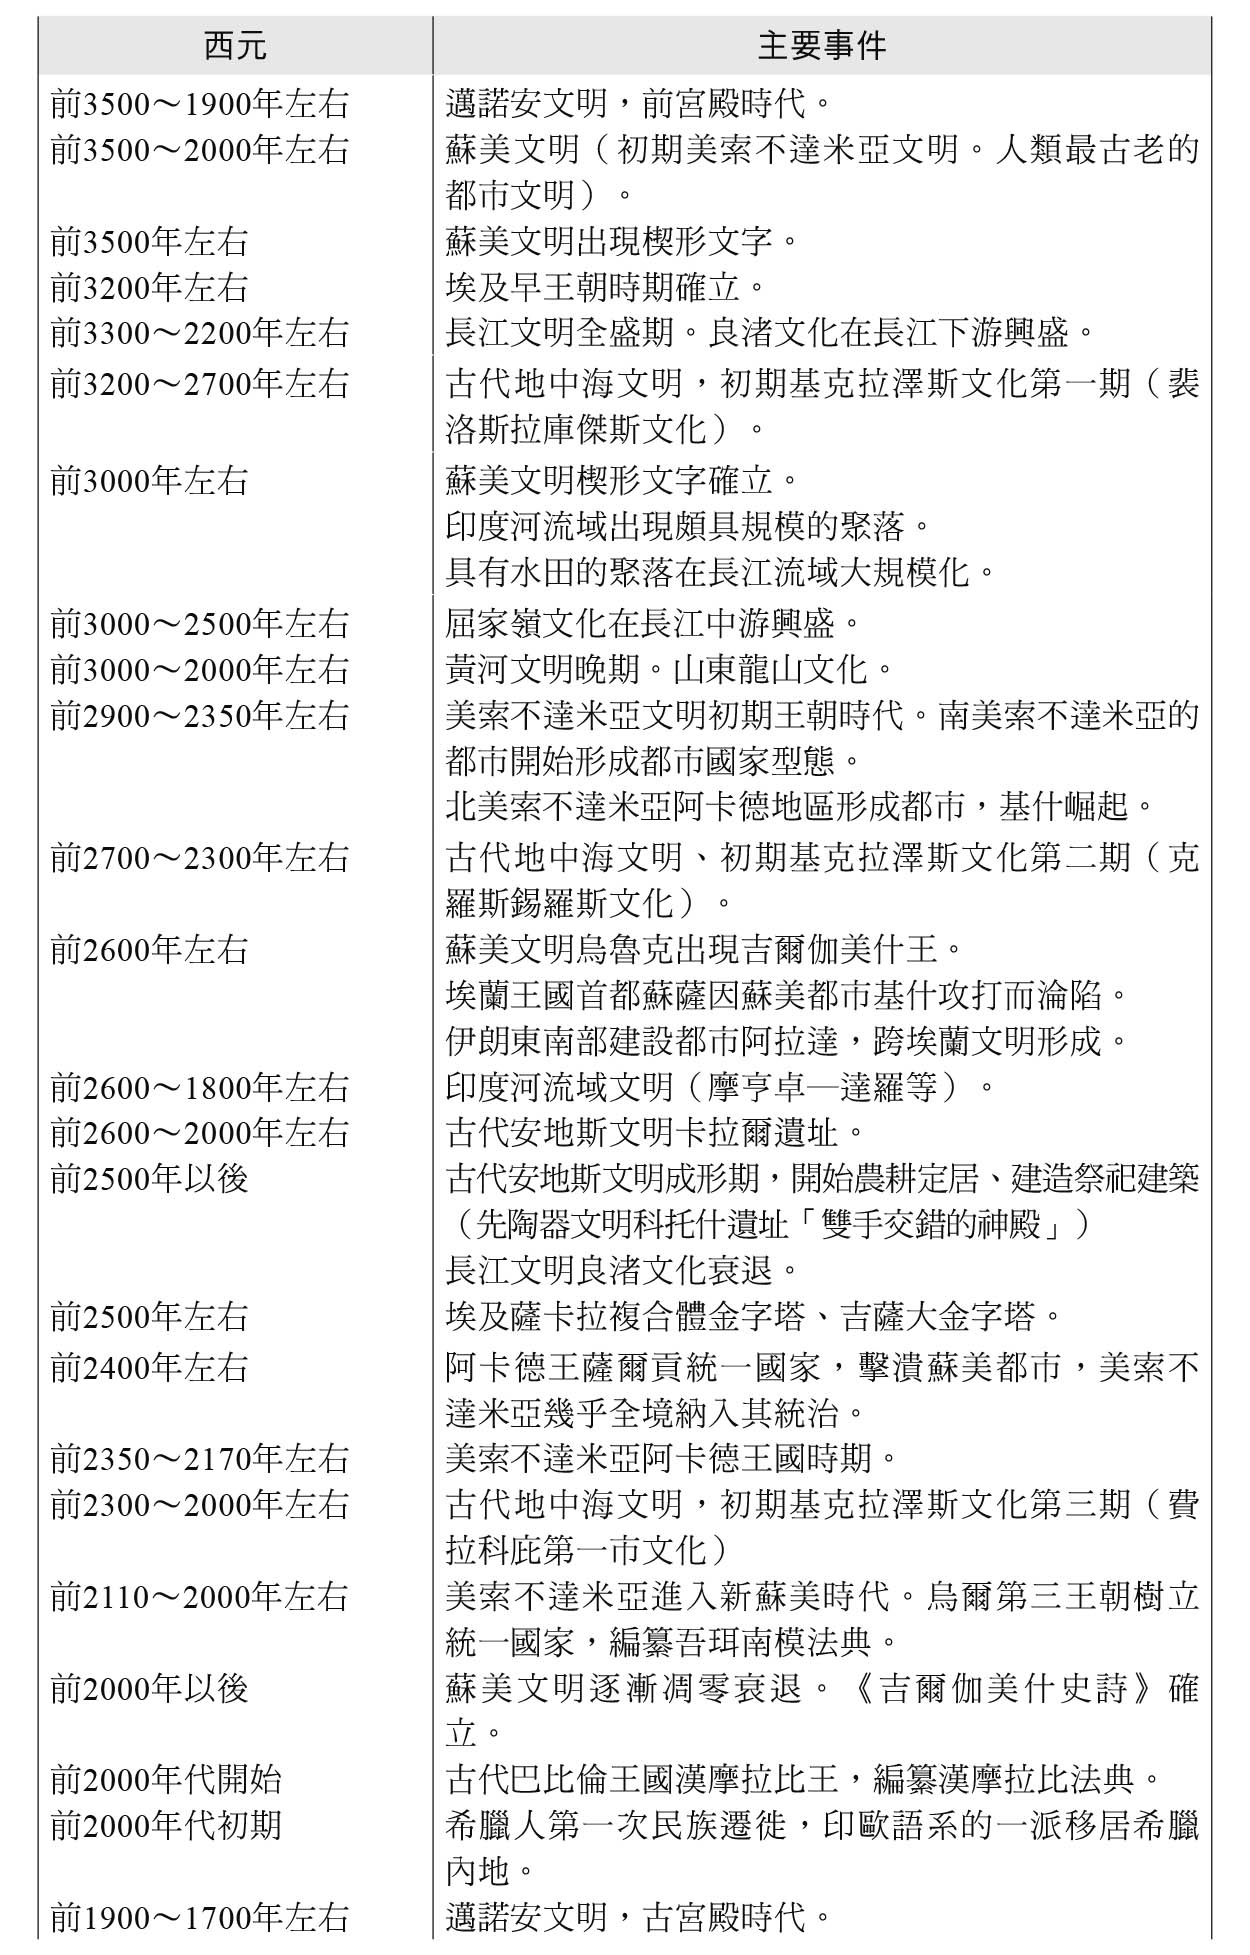 西元 主要事件
前3500～1900年左右 邁諾安文明，前宮殿時代。
前3500～2000年左右 蘇美文明（初期美索不達米亞文明。人類最古老的
都市文明）。
前3500年左右 蘇美文明出現楔形文字。
前3200年左右 埃及早王朝時期確立。
前3300～2200年左右 長江文明全盛期。良渚文化在長江下游興盛。
前3200～2700年左右 古代地中海文明，初期基克拉澤斯文化第一期（裴
洛斯拉庫傑斯文化）。
前3000年左右 蘇美文明楔形文字確立。
印度河流域出現頗具規模的聚落。
具有水田的聚落在長江流域大規模化。
前3000～2500年左右 屈家嶺文化在長江中游興盛。
前3000～2000年左右 黃河文明晚期。山東龍山文化。
前2900～2350年左右 美索不達米亞文明初期王朝時代。南美索不達米亞的
都市開始形成都市國家型態。
北美索不達米亞阿卡德地區形成都市，基什崛起。
前2700～2300年左右 古代地中海文明、初期基克拉澤斯文化第二期（克
羅斯錫羅斯文化）。
前2600年左右 蘇美文明烏魯克出現吉爾伽美什王。
埃蘭王國首都蘇薩因蘇美都市基什攻打而淪陷。
伊朗東南部建設都市阿拉達，跨埃蘭文明形成。
前2600～1800年左右 印度河流域文明（摩亨卓—達羅等）。
前2600～2000年左右 古代安地斯文明卡拉爾遺址。
前2500年以後 古代安地斯文明成形期，開始農耕定居、建造祭祀建築
（先陶器文明科托什遺址「雙手交錯的神殿」）
長江文明良渚文化衰退。
前2500年左右 埃及薩卡拉複合體金字塔、吉薩大金字塔。
前2400年左右 阿卡德王薩爾貢統一國家，擊潰蘇美都市，美索不
達米亞幾乎全境納入其統治。
前2350～2170年左右 美索不達米亞阿卡德王國時期。
前2300～2000年左右 古代地中海文明，初期基克拉澤斯文化第三期（費
拉科庇第一市文化）
前2110～2000年左右 美索不達米亞進入新蘇美時代。烏爾第三王朝樹立
統一國家，編纂吾珥南模法典。
前2000年以後 蘇美文明逐漸凋零衰退。《吉爾伽美什史詩》確
立。
前2000年代開始 古代巴比倫王國漢摩拉比王，編纂漢摩拉比法典。
前2000年代初期 希臘人第一次民族遷徙，印歐語系的一派移居希臘
內地。
前1900～1700年左右 邁諾安文明，古宮殿時代。